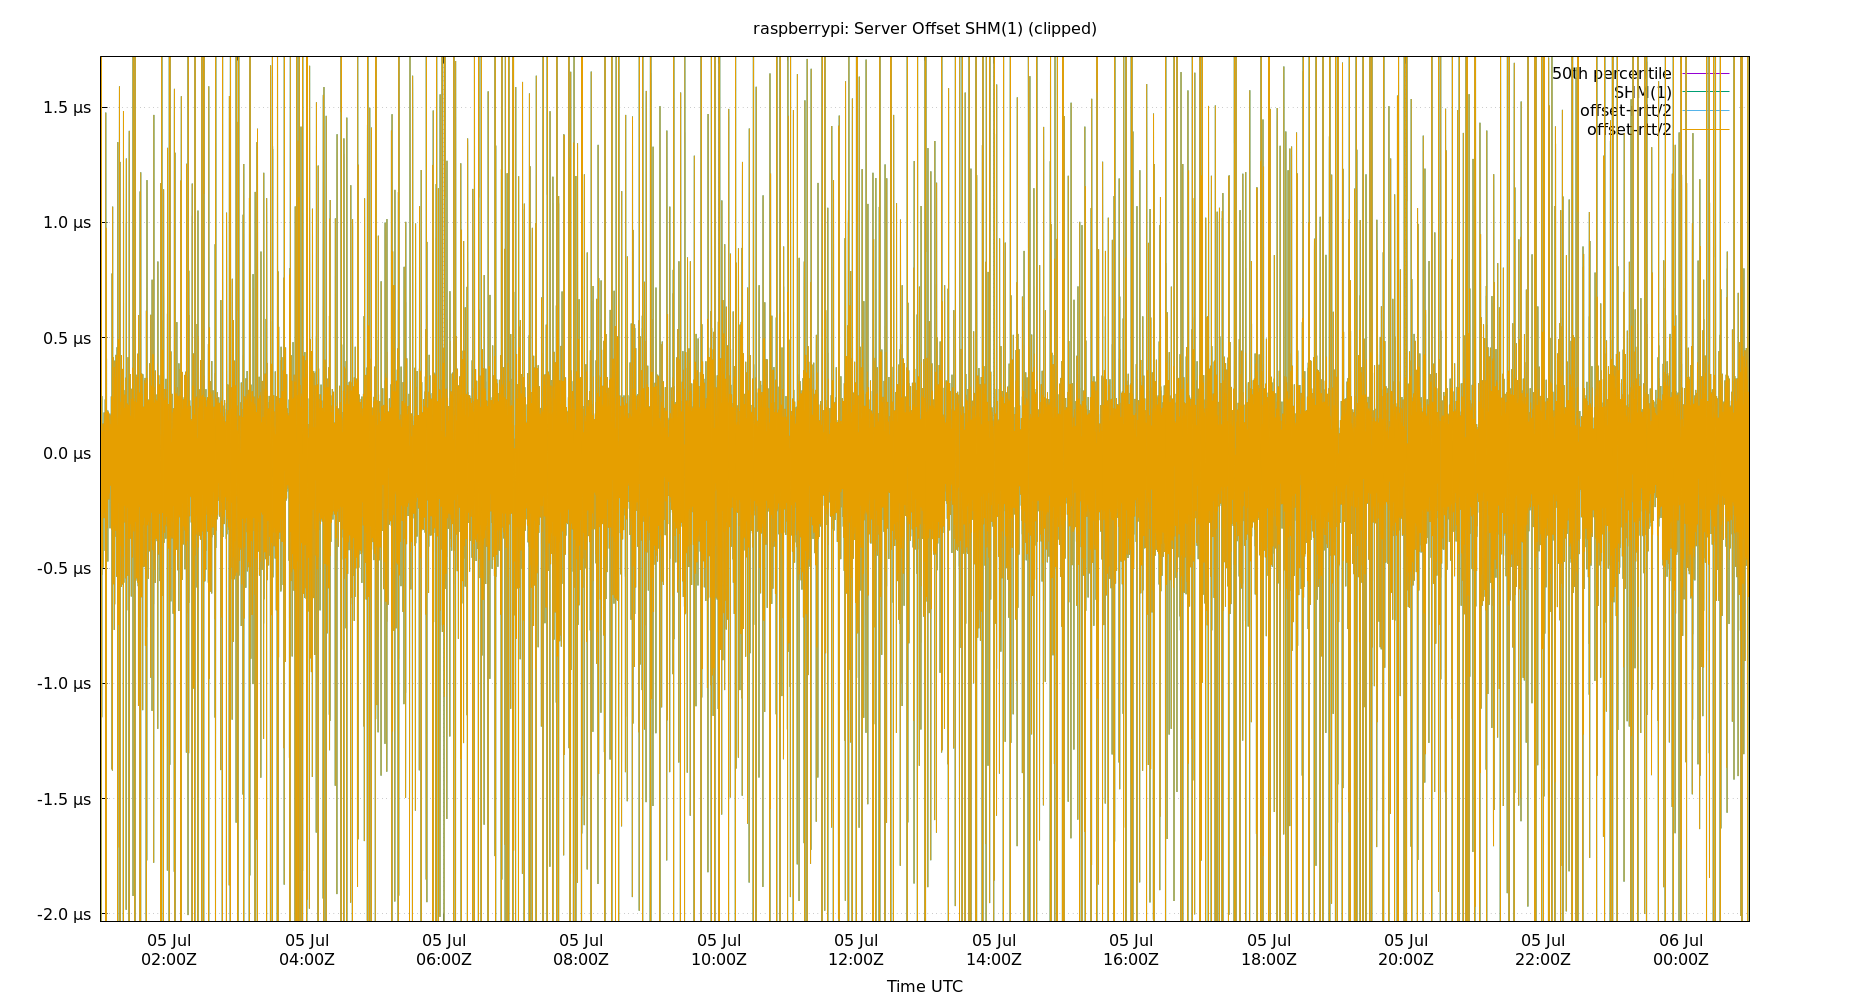 raspberrypi: Server Offset SHM(1) (clipped)
50th percentile
SHM(1)
offset+rtt/2
offset-rtt/2
1.5 µs
1.0 µs
0.5 µs
0.0 µs
-0.5 µs
-1.0 µs
-1.5 µs
-2.0 µs
05 Jul 05 Jul 05 Jul 05 Jul 05 Jul 05 Jul 05 Jul 05 Jul 05 Jul 05 Jul 05 Jul 06 Jul
02:00Z 04:00Z 06:00Z 08:00Z 10:00Z 12:00Z 14:00Z 16:00Z 18:00Z 20:00Z 22:00Z 00:00Z
Time UTC